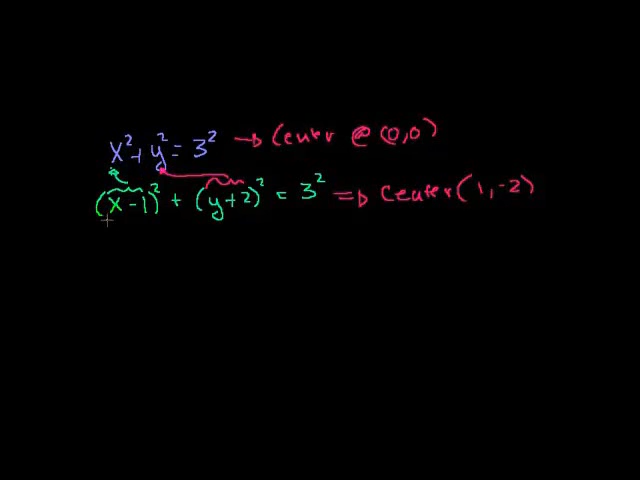 x² + y² = 3² → Center @ (0,0)
(x - 1)² + (y + 2)² = 3² ⇒ Center (1, -2)